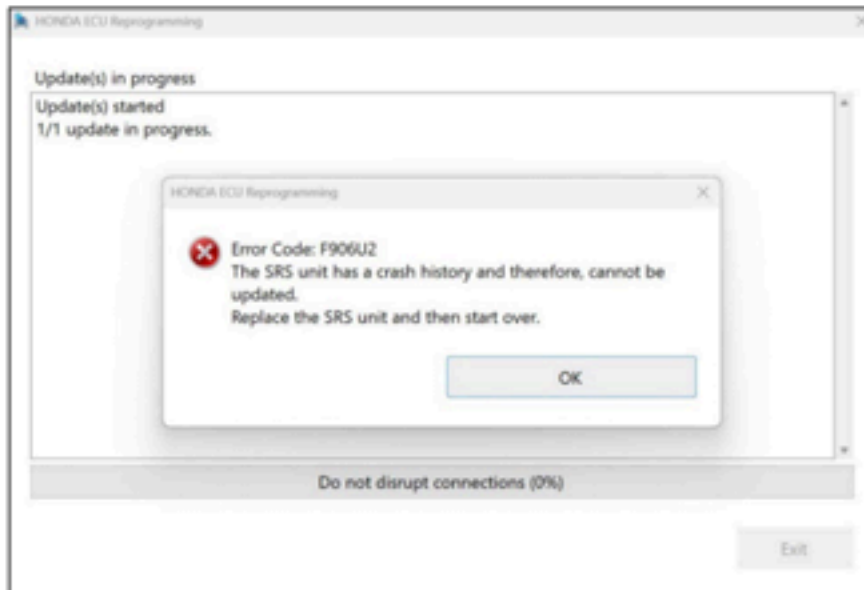 HONDA ECU Reprogramming
Update(s) in progress
Update(s) started
1/1 update in progress.
HONDA ECU Reprogramming
Error Code: F906U2
The SRS unit has a crash history and therefore, cannot be
updated.
Replace the SRS unit and then start over.
OK
Do not disrupt connections (0%)
Exit